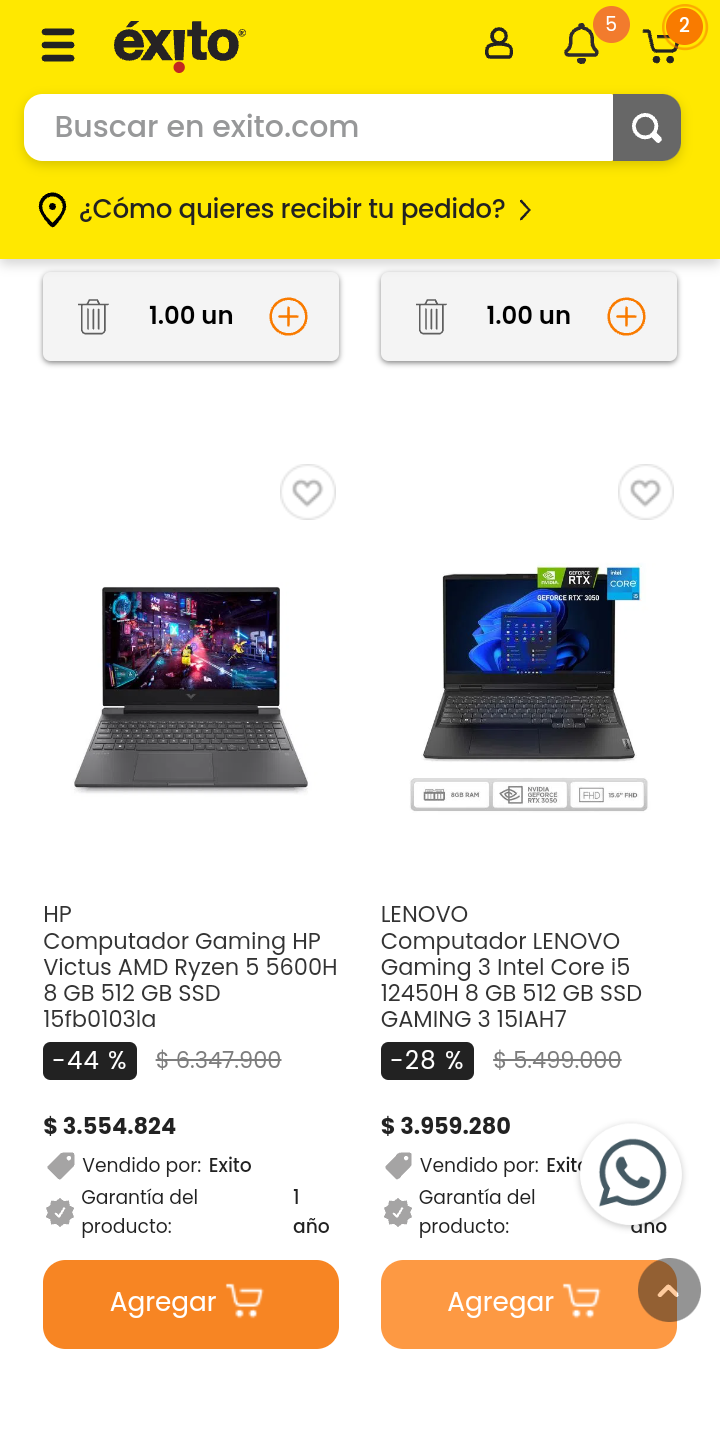 éxito®
5
2
Buscar en exito.com
¿Cómo quieres recibir tu pedido?
1.00 un
1.00 un
NVIDIA
GEFORCE
RTX
intel
CORE
i5
GEFORCE RTX™ 3050
8GB RAM
NVIDIA
GEFORCE
RTX 3050
FHD
15.6" FHD
HP
Computador Gaming HP
Victus AMD Ryzen 5 5600H
8 GB 512 GB SSD
15fb0103la
-44 %
$ 6.347.900
$ 3.554.824
Vendido por: Exito
Garantía del
producto:
1
año
Agregar
LENOVO
Computador LENOVO
Gaming 3 Intel Core i5
12450H 8 GB 512 GB SSD
GAMING 3 15IAH7
-28 %
$ 5.499.000
$ 3.959.280
Vendido por: Exito
Garantía del
producto:
año
Agregar